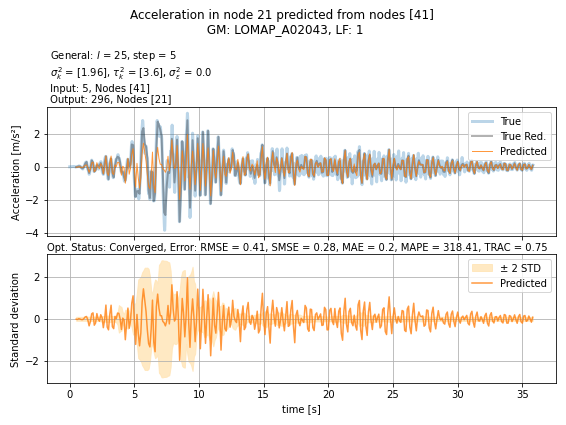 Acceleration in node 21 predicted from nodes [41]
GM: LOMAP_A02043, LF: 1
General: l = 25, step = 5
σ²ₖ = [1.96], τ²ₖ = [3.6], σ²ε = 0.0
Input: 5, Nodes [41]
Output: 296, Nodes [21]
Acceleration [m/s²]
2
0
−2
−4
True
True Red.
Predicted
Opt. Status: Converged, Error: RMSE = 0.41, SMSE = 0.28, MAE = 0.2, MAPE = 318.41, TRAC = 0.75
Standard deviation
2
0
−2
± 2 STD
Predicted
0 5 10 15 20 25 30 35
time [s]